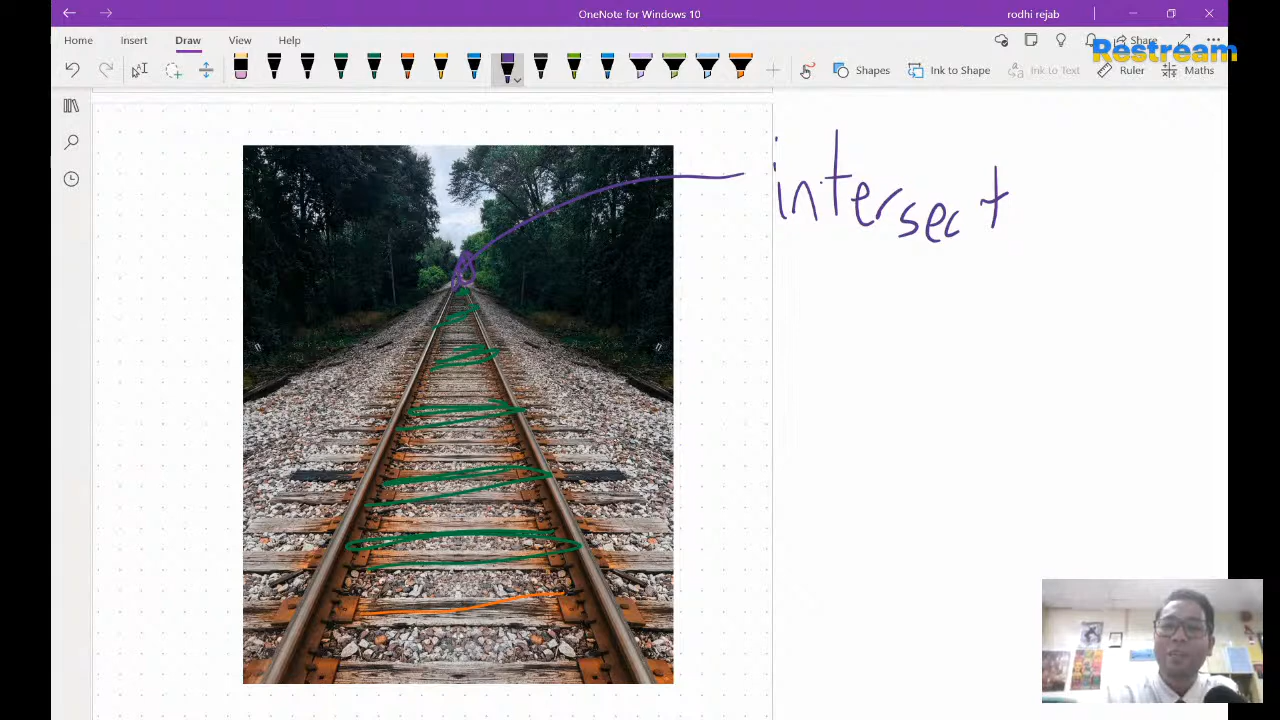 OneNote for Windows 10
rodhi rejab
Home
Insert
Draw
View
Help
Share
Restream
Shapes
Ink to Shape
Ink to Text
Ruler
Maths
intersect